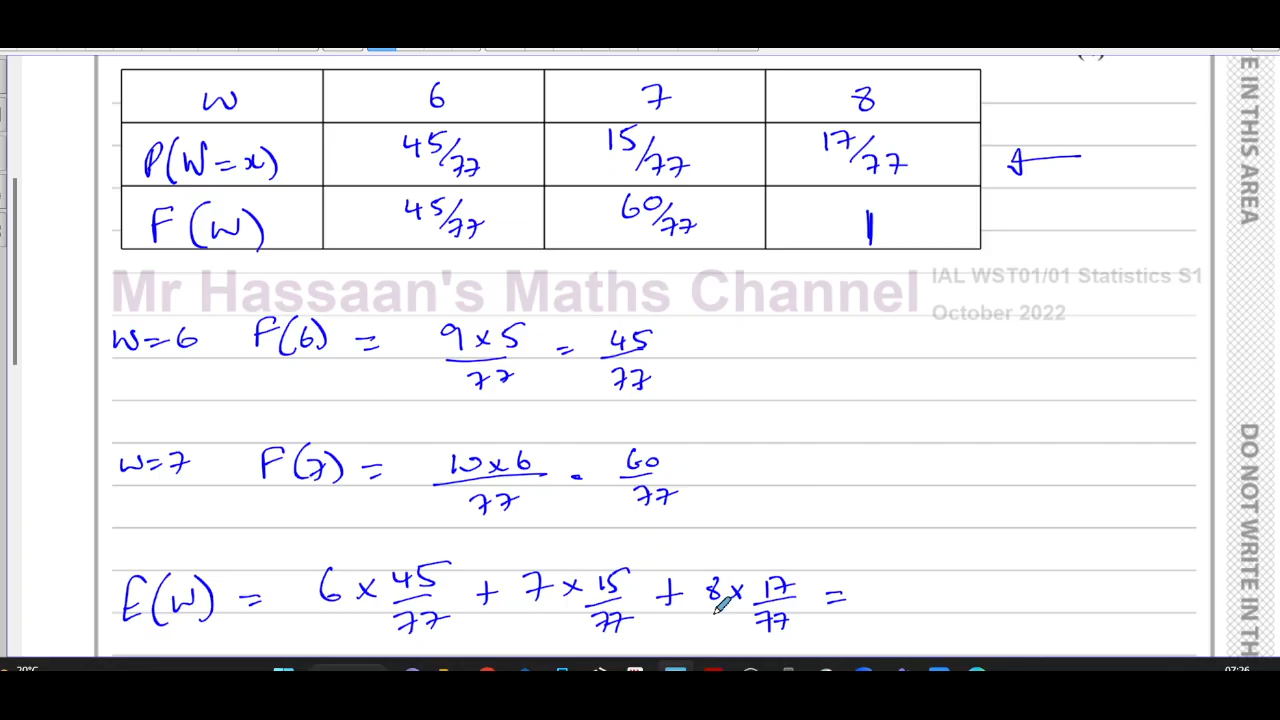 w 6 7 8
P(W=x) 45/77 15/77 17/77
F(w) 45/77 60/77 1
Mr Hassaan's Maths Channel
IAL WST01/01 Statistics S1
October 2022
w=6 F(6) = 9×5/77 = 45/77
w=7 F(7) = 10×6/77 = 60/77
E(W) = 6 × 45/77 + 7 × 15/77 + 8 × 17/77 =
E IN THIS AREA
DO NOT WRITE IN TH